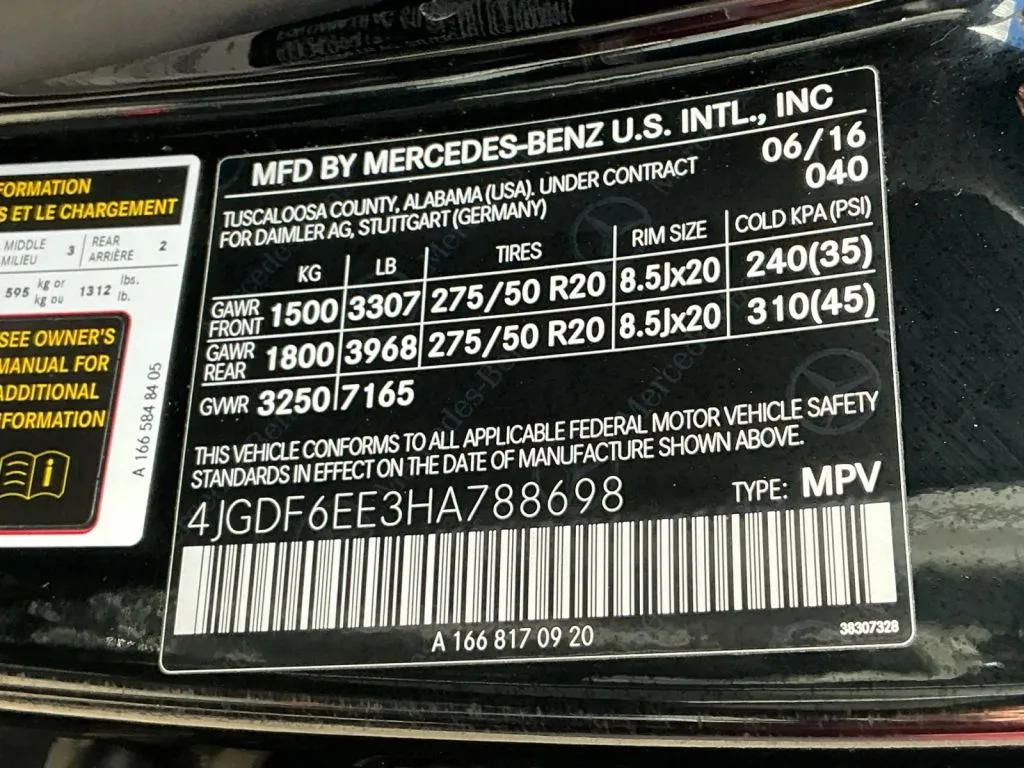 FORMATION
S ET LE CHARGEMENT
MIDDLE 3 REAR 2
MILIEU ARRIÈRE
595 kg or 1312 lbs.
kg ou lb.
SEE OWNER'S
MANUAL FOR
ADDITIONAL
NFORMATION
A 166 584 84 05
MFD BY MERCEDES-BENZ U.S. INTL., INC
06/16
TUSCALOOSA COUNTY, ALABAMA (USA). UNDER CONTRACT
040
FOR DAIMLER AG, STUTTGART (GERMANY)
KG LB TIRES RIM SIZE COLD KPA (PSI)
GAWR FRONT 1500 3307 275/50 R20 8.5Jx20 240(35)
GAWR REAR 1800 3968 275/50 R20 8.5Jx20 310(45)
GVWR 3250 7165
THIS VEHICLE CONFORMS TO ALL APPLICABLE FEDERAL MOTOR VEHICLE SAFETY
STANDARDS IN EFFECT ON THE DATE OF MANUFACTURE SHOWN ABOVE.
4JGDF6EE3HA788698 TYPE: MPV
A 166 817 09 20
38307328